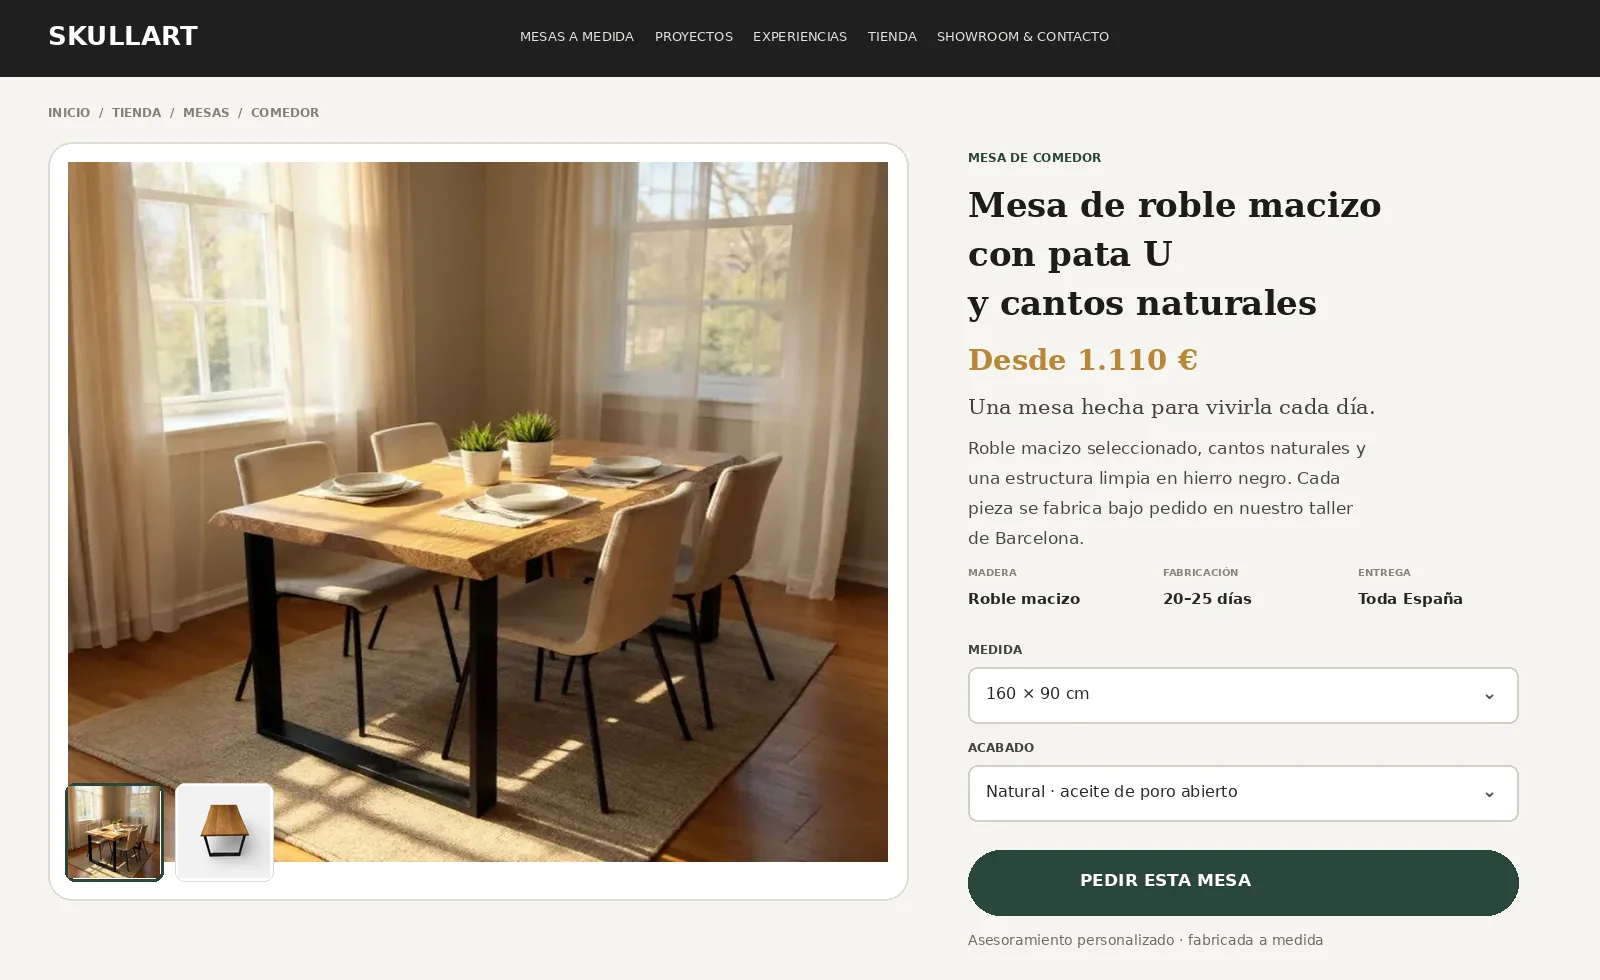 SKULLART
MESAS A MEDIDA PROYECTOS EXPERIENCIAS TIENDA SHOWROOM & CONTACTO
INICIO / TIENDA / MESAS / COMEDOR
MESA DE COMEDOR
Mesa de roble macizo
con pata U
y cantos naturales
Desde 1.110 €
Una mesa hecha para vivirla cada día.
Roble macizo seleccionado, cantos naturales y
una estructura limpia en hierro negro. Cada
pieza se fabrica bajo pedido en nuestro taller
de Barcelona.
MADERA FABRICACIÓN ENTREGA
Roble macizo 20–25 días Toda España
MEDIDA
160 × 90 cm
ACABADO
Natural · aceite de poro abierto
PEDIR ESTA MESA
Asesoramiento personalizado · fabricada a medida